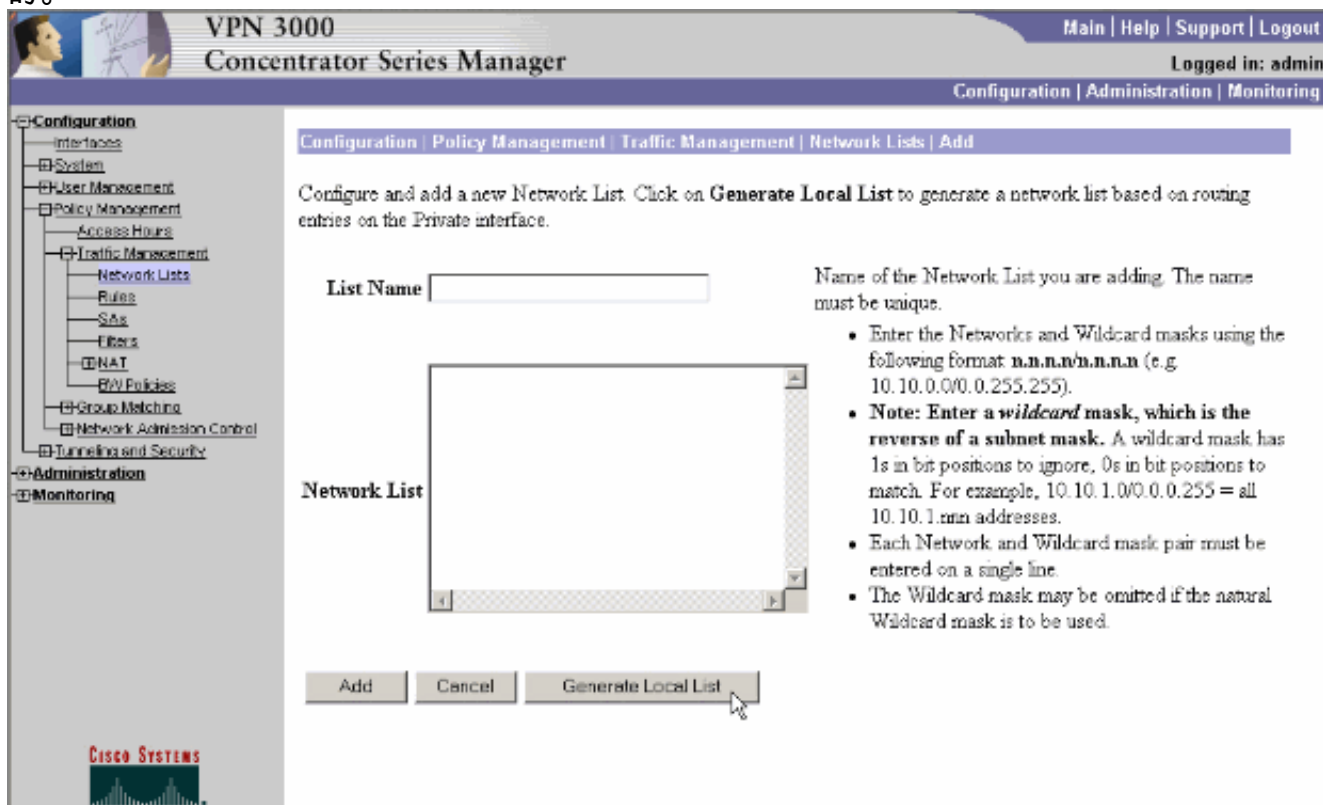 VPN 3000
Concentrator Series Manager
Main | Help | Support | Logout
Logged in: admin
Configuration | Administration | Monitoring
Configuration
Interfaces
System
User Management
Policy Management
Access Hours
Traffic Management
Network Lists
Rules
SAs
Filters
NAT
BW Policies
Group Matching
Network Admission Control
Tunneling and Security
Administration
Monitoring
Configuration | Policy Management | Traffic Management | Network Lists | Add
Configure and add a new Network List. Click on Generate Local List to generate a network list based on routing
entries on the Private interface.
List Name
Name of the Network List you are adding. The name
must be unique.
• Enter the Networks and Wildcard masks using the
following format: n.n.n.n/n.n.n.n (e.g.
10.10.0.0/0.0.255.255).
• Note: Enter a wildcard mask, which is the
reverse of a subnet mask. A wildcard mask has
1s in bit positions to ignore, 0s in bit positions to
match. For example, 10.10.1.0/0.0.0.255 = all
10.10.1.nnn addresses.
• Each Network and Wildcard mask pair must be
entered on a single line.
• The Wildcard mask may be omitted if the natural
Wildcard mask is to be used.
Network List
Add
Cancel
Generate Local List
CISCO SYSTEMS